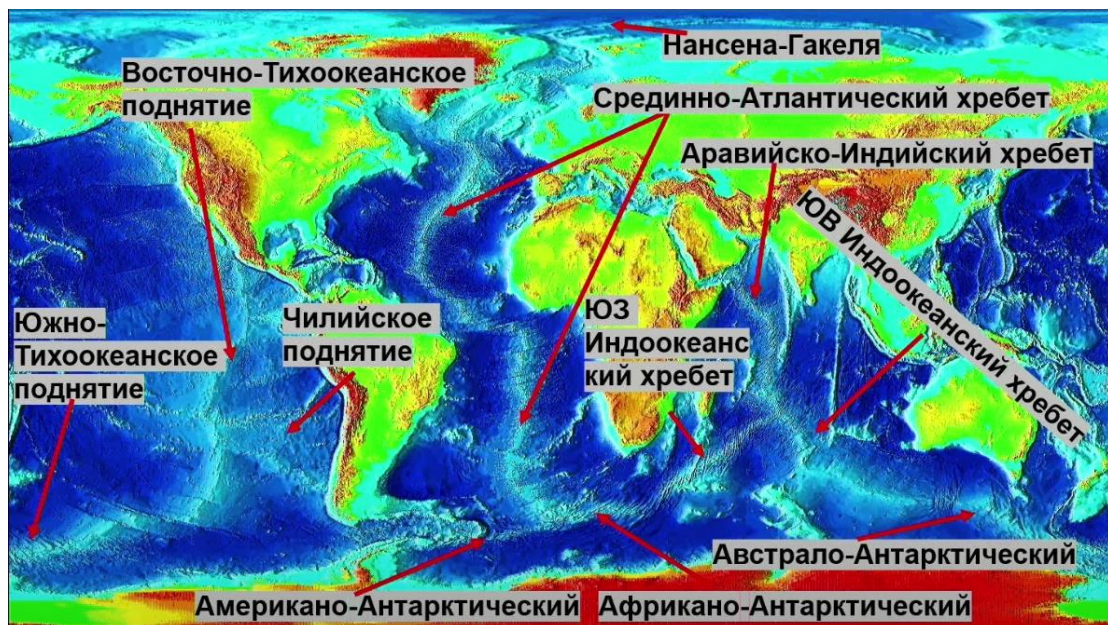 Нансена-Гакеля
Восточно-Тихоокеанское
поднятие
Срединно-Атлантический хребет
Аравийско-Индийский хребет
ЮВ Индоокеанский хребет
Южно-
Тихоокеанское
поднятие
Чилийское
поднятие
ЮЗ
Индоокеанс
кий хребет
Австрало-Антарктический
Американо-Антарктический
Африкано-Антарктический